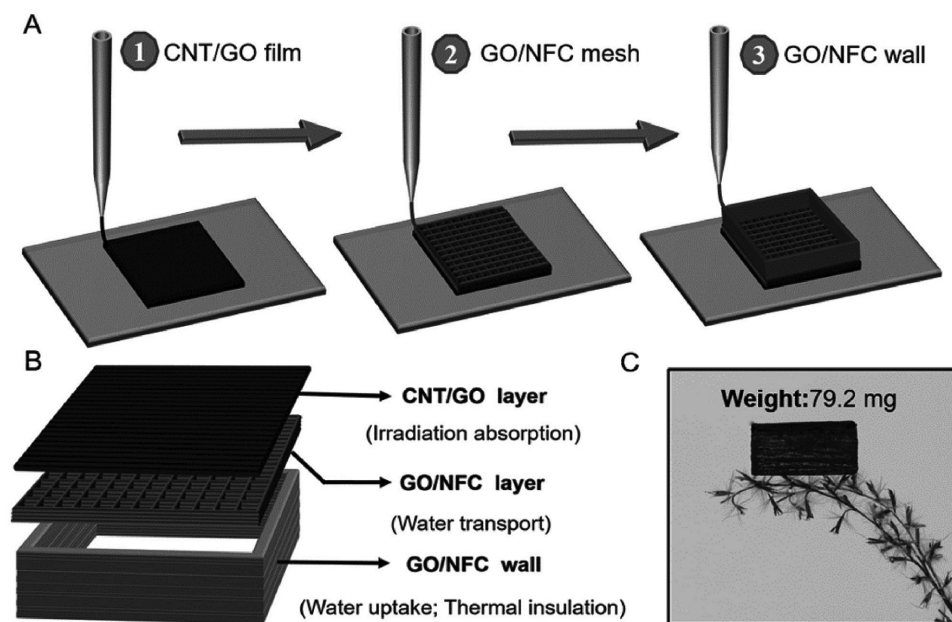 A
1 CNT/GO film
2 GO/NFC mesh
3 GO/NFC wall
B
CNT/GO layer
(Irradiation absorption)
GO/NFC layer
(Water transport)
GO/NFC wall
(Water uptake; Thermal insulation)
C
Weight:79.2 mg